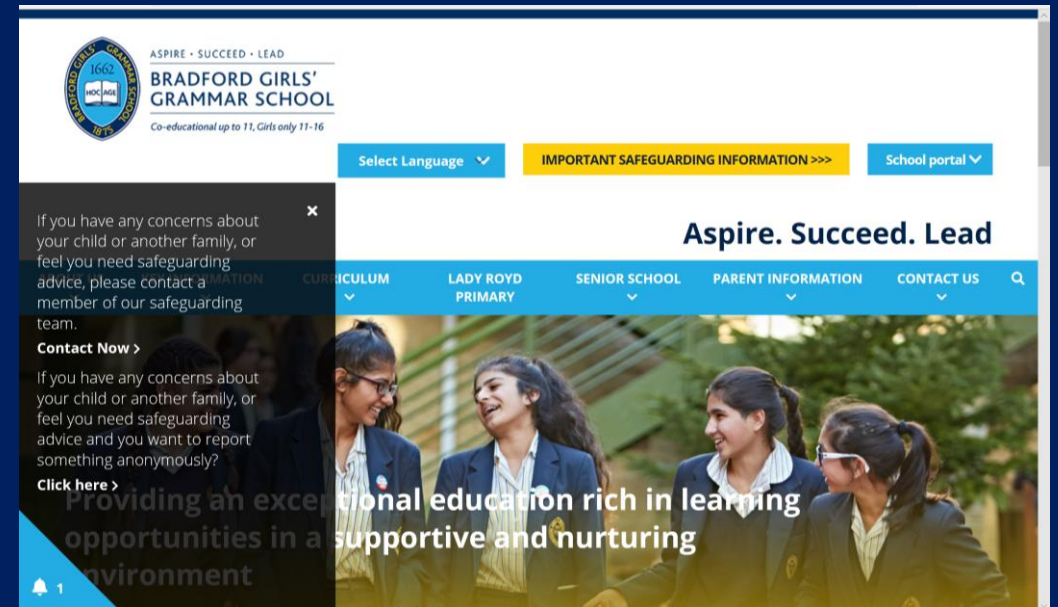 BRADFORD GIRLS' GRAMMAR SCHOOL
1662
HOC AGE
1875
ASPIRE • SUCCEED • LEAD
BRADFORD GIRLS'
GRAMMAR SCHOOL
Co-educational up to 11, Girls only 11-16
Select Language
IMPORTANT SAFEGUARDING INFORMATION >>>
School portal
Aspire. Succeed. Lead
CURRICULUM
LADY ROYD
PRIMARY
SENIOR SCHOOL
PARENT INFORMATION
CONTACT US
If you have any concerns about
your child or another family, or
feel you need safeguarding
advice, please contact a
member of our safeguarding
team.
Contact Now >
If you have any concerns about
your child or another family, or
feel you need safeguarding
advice and you want to report
something anonymously?
Click here >
Providing an exceptional education rich in learning
opportunities in a supportive and nurturing
environment
1